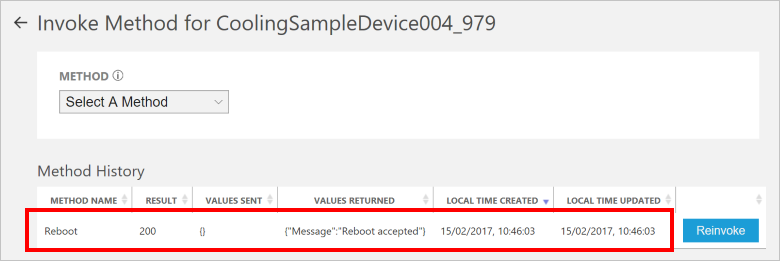 Invoke Method for CoolingSampleDevice004_979
METHOD
Select A Method
Method History
METHOD NAME RESULT VALUES SENT VALUES RETURNED LOCAL TIME CREATED LOCAL TIME UPDATED
Reboot 200 {} {"Message":"Reboot accepted"} 15/02/2017, 10:46:03 15/02/2017, 10:46:03 Reinvoke